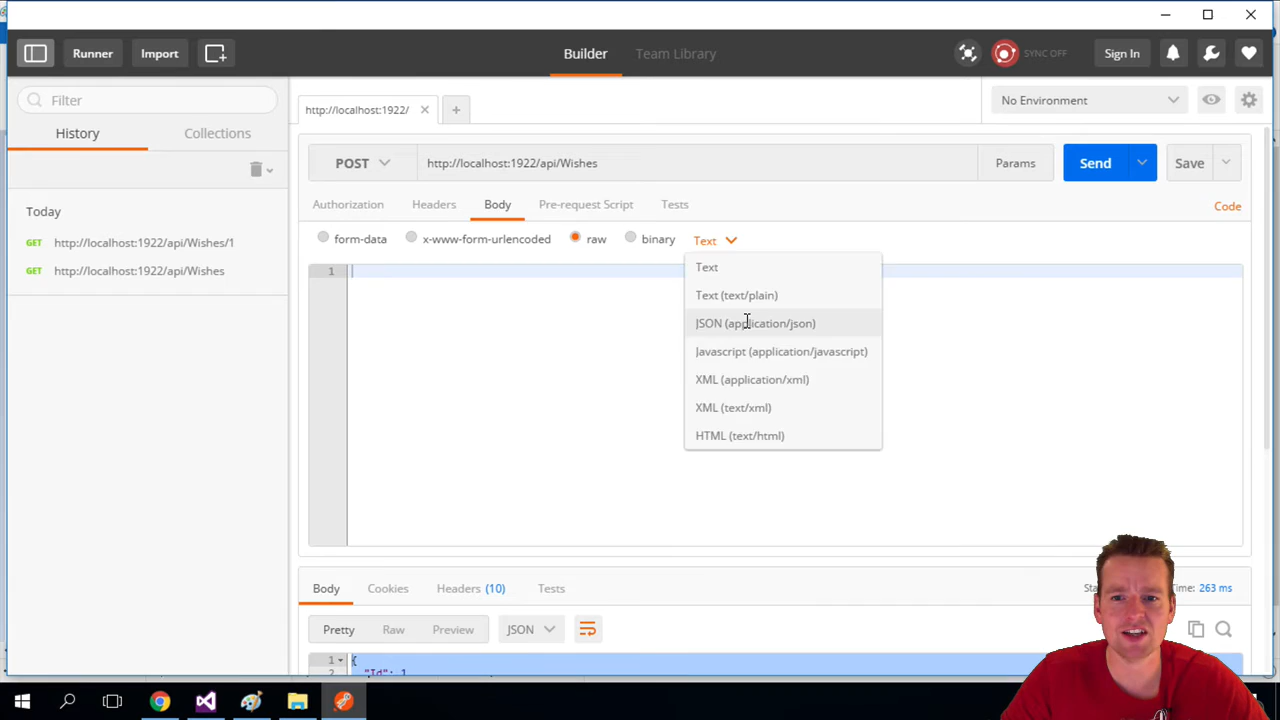 Runner
Import
Builder
Team Library
SYNC OFF
Sign In
Filter
History
Collections
Today
GET http://localhost:1922/api/Wishes/1
GET http://localhost:1922/api/Wishes
http://localhost:1922/
No Environment
POST
http://localhost:1922/api/Wishes
Params
Send
Save
Authorization
Headers
Body
Pre-request Script
Tests
Code
form-data
x-www-form-urlencoded
raw
binary
Text
Text
Text (text/plain)
JSON (application/json)
Javascript (application/javascript)
XML (application/xml)
XML (text/xml)
HTML (text/html)
1
Body
Cookies
Headers (10)
Tests
Time: 263 ms
Pretty
Raw
Preview
JSON
1 {
2 "Id": 1